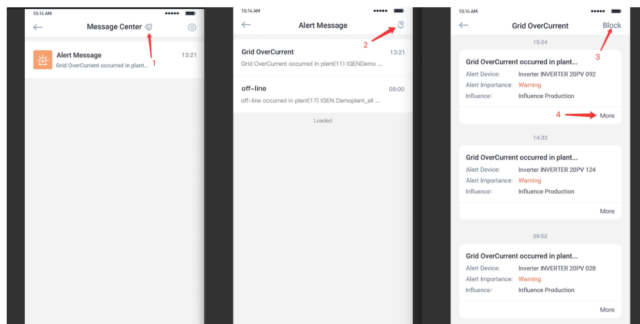 10:14 AM
Message Center
Alert Message 13:21
Grid OverCurrent occurred in plant...
1
10:14 AM
Alert Message
2
Grid OverCurrent 13:21
Grid OverCurrent occurred in plant(11) IGENDemo ...
off-line 09:00
off-line occurred in plant(17) IGEN Demoplant_all ...
Loaded
10:14 AM
Grid OverCurrent Block
3
15:24
Grid OverCurrent occurred in plant...
Alert Device: Inverter INVERTER 20PV 092
Alert Importance: Warning
Influence: Influence Production
4
More
14:33
Grid OverCurrent occurred in plant...
Alert Device: Inverter INVERTER 20PV 124
Alert Importance: Warning
Influence: Influence Production
More
09:52
Grid OverCurrent occurred in plant...
Alert Device: Inverter INVERTER 20PV 028
Alert Importance: Warning
Influence: Influence Production
More